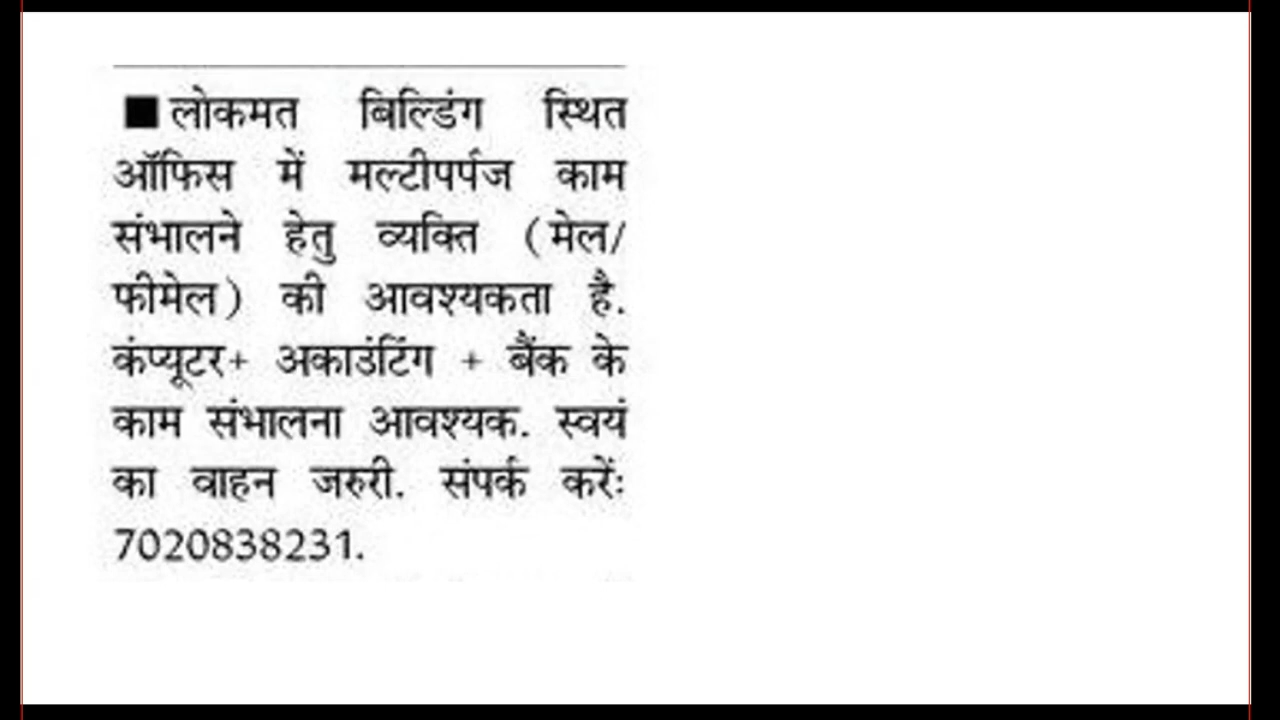 ■ लोकमत बिल्डिंग स्थित
ऑफिस में मल्टीपर्पज काम
संभालने हेतु व्यक्ति (मेल/
फीमेल) की आवश्यकता है.
कंप्यूटर+ अकाउंटिंग + बैंक के
काम संभालना आवश्यक. स्वयं
का वाहन जरुरी. संपर्क करेंः
7020838231.